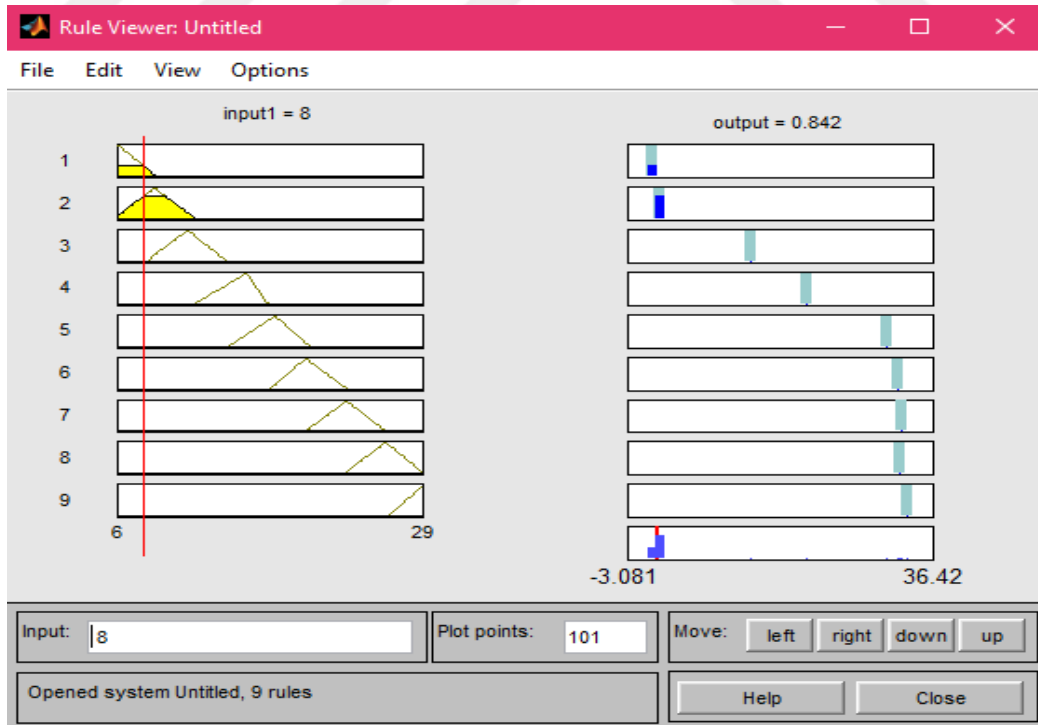 Rule Viewer: Untitled
File Edit View Options
input1 = 8
output = 0.842
1
2
3
4
5
6
7
8
9
6 29
-3.081 36.42
Input: 8 Plot points: 101 Move: left right down up
Opened system Untitled, 9 rules
Help Close